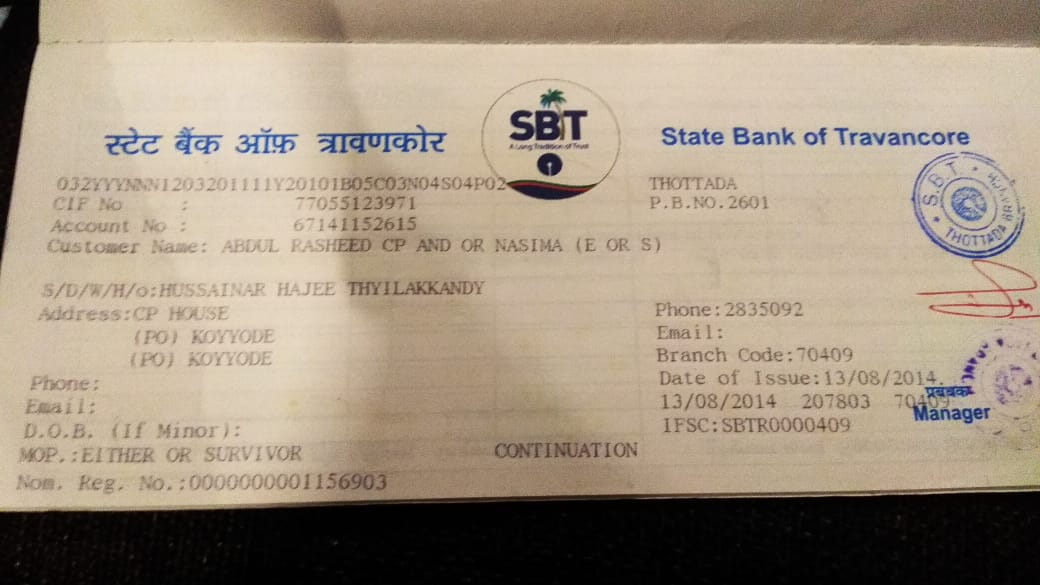 स्टेट बैंक ऑफ़ त्रावणकोर
SBT
A Long Tradition of Trust
State Bank of Travancore
032YYYNNN1203201111Y20101B05C03N04S04P02
CIF No : 77055123971
Account No : 67141152615
Customer Name: ABDUL RASHEED CP AND OR NASIMA (E OR S)
S/D/W/H/o:HUSSAINAR HAJEE THYILAKKANDY
Address:CP HOUSE
(PO) KOYYODE
(PO) KOYYODE
Phone:
Email:
D.O.B. (If Minor):
MOP.:EITHER OR SURVIVOR
Nom. Reg. No.:0000000001156903
CONTINUATION
THOTTADA
P.B.NO.2601
S.B.T.
THOTTADA
Phone:2835092
Email:
Branch Code:70409
Date of Issue:13/08/2014.
13/08/2014 207803 70409
IFSC:SBTR0000409
प्रबंधक
Manager